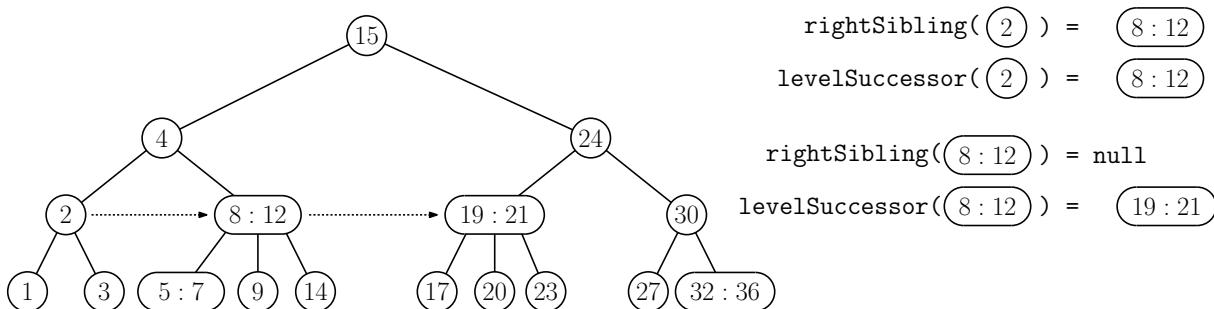 15
rightSibling( 2 ) = 8 : 12
levelSuccessor( 2 ) = 8 : 12
4 24
rightSibling( 8 : 12 ) = null
2 8 : 12 19 : 21 30
levelSuccessor( 8 : 12 ) = 19 : 21
1 3 5 : 7 9 14 17 20 23 27 32 : 36